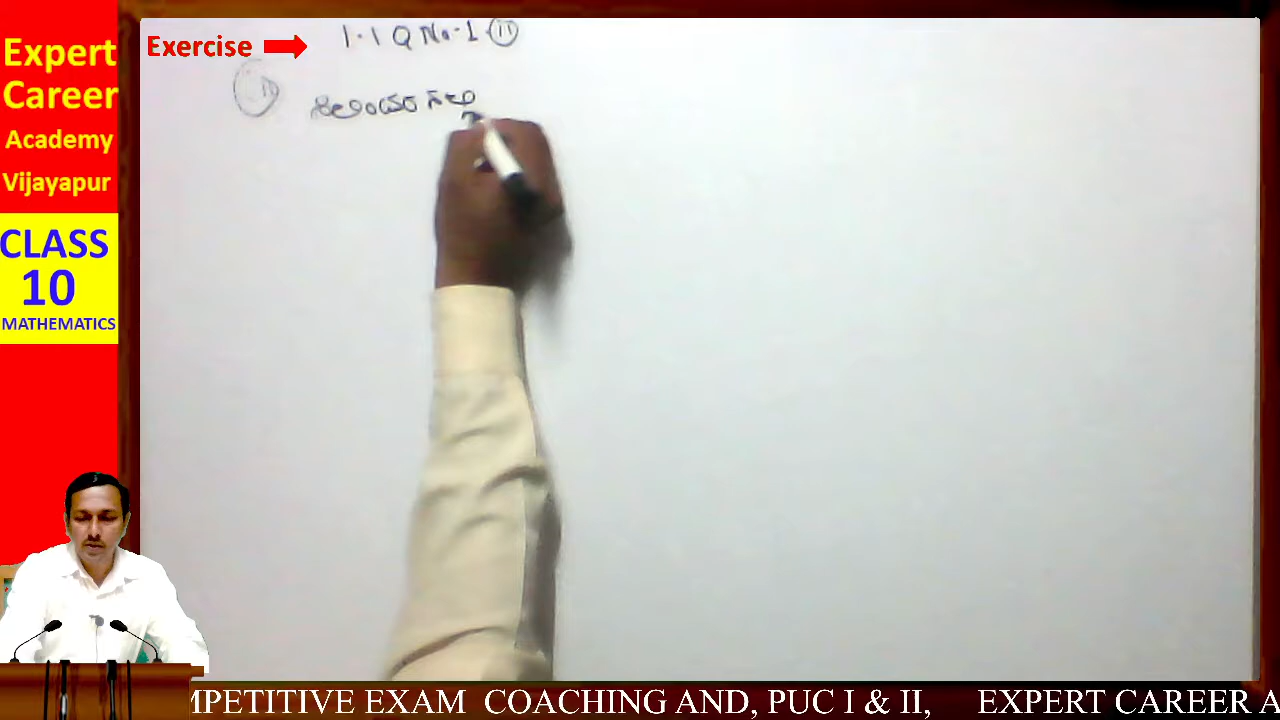 Expert
Career
Academy
Vijayapur
CLASS
10
MATHEMATICS
Exercise
1.1 Q No.1 (ii)
(ii)
MPETITIVE EXAM COACHING AND, PUC I & II, EXPERT CAREER A